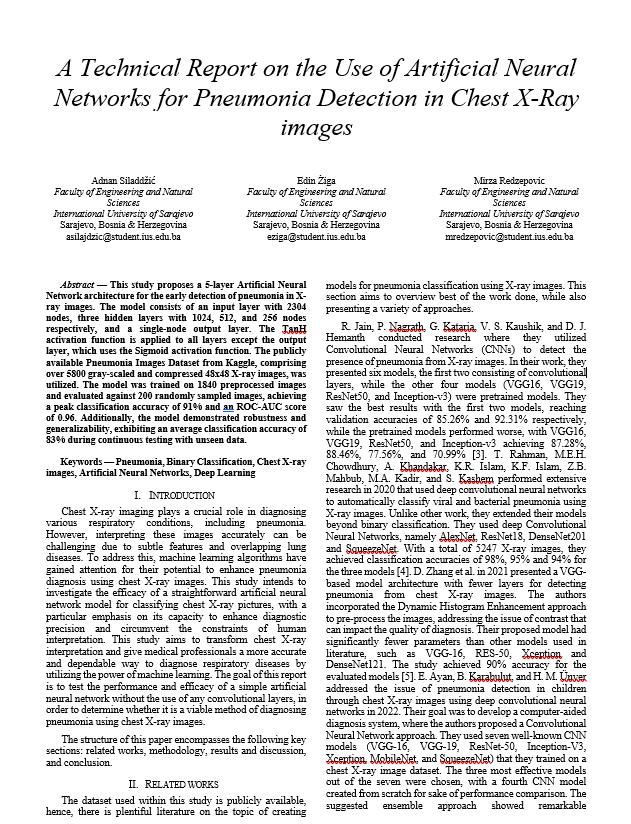 A Technical Report on the Use of Artificial Neural
Networks for Pneumonia Detection in Chest X-Ray
images
Adnan Siladdžić
Faculty of Engineering and Natural
Sciences
International University of Sarajevo
Sarajevo, Bosnia & Herzegovina
asilajdzic@student.ius.edu.ba
Edin Žiga
Faculty of Engineering and Natural
Sciences
International University of Sarajevo
Sarajevo, Bosnia & Herzegovina
eziga@student.ius.edu.ba
Mirza Redzepovic
Faculty of Engineering and Natural
Sciences
International University of Sarajevo
Sarajevo, Bosnia & Herzegovina
mredzepovic@student.ius.edu.ba
Abstract — This study proposes a 5-layer Artificial Neural
Network architecture for the early detection of pneumonia in X-
ray images. The model consists of an input layer with 2304
nodes, three hidden layers with 1024, 512, and 256 nodes
respectively, and a single-node output layer. The TanH
activation function is applied to all layers except the output
layer, which uses the Sigmoid activation function. The publicly
available Pneumonia Images Dataset from Kaggle, comprising
over 5800 gray-scaled and compressed 48x48 X-ray images, was
utilized. The model was trained on 1840 preprocessed images
and evaluated against 200 randomly sampled images, achieving
a peak classification accuracy of 91% and an ROC-AUC score
of 0.96. Additionally, the model demonstrated robustness and
generalizability, exhibiting an average classification accuracy of
83% during continuous testing with unseen data.
Keywords — Pneumonia, Binary Classification, Chest X-ray
images, Artificial Neural Networks, Deep Learning
I. INTRODUCTION
Chest X-ray imaging plays a crucial role in diagnosing
various respiratory conditions, including pneumonia.
However, interpreting these images accurately can be
challenging due to subtle features and overlapping lung
diseases. To address this, machine learning algorithms have
gained attention for their potential to enhance pneumonia
diagnosis using chest X-ray images. This study intends to
investigate the efficacy of a straightforward artificial neural
network model for classifying chest X-ray pictures, with a
particular emphasis on its capacity to enhance diagnostic
precision and circumvent the constraints of human
interpretation. This study aims to transform chest X-ray
interpretation and give medical professionals a more accurate
and dependable way to diagnose respiratory diseases by
utilizing the power of machine learning. The goal of this report
is to test the performance and efficacy of a simple artificial
neural network without the use of any convolutional layers, in
order to determine whether it is a viable method of diagnosing
pneumonia using chest X-rays.
The structure of this paper encompasses the following key
sections: related works, methodology, results and discussion,
and conclusion.
II. RELATED WORKS
The dataset used within this study is publicly available,
hence, there is plentiful literature on the topic of creating
models for pneumonia classification using X-ray images. This
section aims to overview best of the work done, while also
presenting a variety of approaches.
R. Jain, P. Nagrath, G. Kataria, V. S. Kaushik, and D. J.
Hemanth conducted research where they utilized
Convolutional Neural Networks (CNNs) to detect the
presence of pneumonia from X-ray images. In their work, they
presented six models, the first two consisting of convolutional
layers, while the other four models (VGG16, VGG19,
ResNet50, and Inception-v3) were pretrained models. They
saw the best results with the first two models, reaching
validation accuracies of 85.26% and 92.31% respectively,
while the pretrained models performed worse, with VGG16,
VGG19, ResNet50, and Inception-v3 achieving 87.28%,
88.46%, 77.56%, and 70.99% [3]. T. Rahman, M.E.H.
Chowdhury, A. Khandakar, K.R. Islam, K.F. Islam, Z.B.
Mahbub, M.A. Kadir, and S. Kashem performed extensive
research in 2020 that used deep convolutional neural networks
to automatically classify viral and bacterial pneumonia using
X-ray images. Unlike other work, they extended their models
beyond binary classification. They used deep Convolutional
Neural Networks, namely AlexNet, ResNet18, DenseNet201
and SqueezeNet. With a total of 5247 X-ray images, they
achieved classification accuracies of 98%, 95% and 94% for
the three models [4]. D. Zhang et al. in 2021 presented a VGG-
based model architecture with fewer layers for detecting
pneumonia from chest X-ray images. The authors
incorporated the Dynamic Histogram Enhancement approach
to pre-process the images, addressing the issue of contrast that
can impact the quality of diagnosis. Their proposed model had
significantly fewer parameters than other models used in
literature, such as VGG-16, RES-50, Xception and
DenseNet121. The study achieved 90% accuracy for the
evaluated models [5]. E. Ayan, B. Karabulut, and H. M. Ünver
addressed the issue of pneumonia detection in children
through chest X-ray images using deep convolutional neural
networks in 2022. Their goal was to develop a computer-aided
diagnosis system, where the authors proposed a Convolutional
Neural Network approach. They used seven well-known CNN
models (VGG-16, VGG-19, ResNet-50, Inception-V3,
Xception, MobileNet, and SqueezeNet) that they trained on a
chest X-ray image dataset. The three most effective models
out of the seven were chosen, with a fourth CNN model
created from scratch for sake of performance comparison. The
suggested ensemble approach showed remarkable